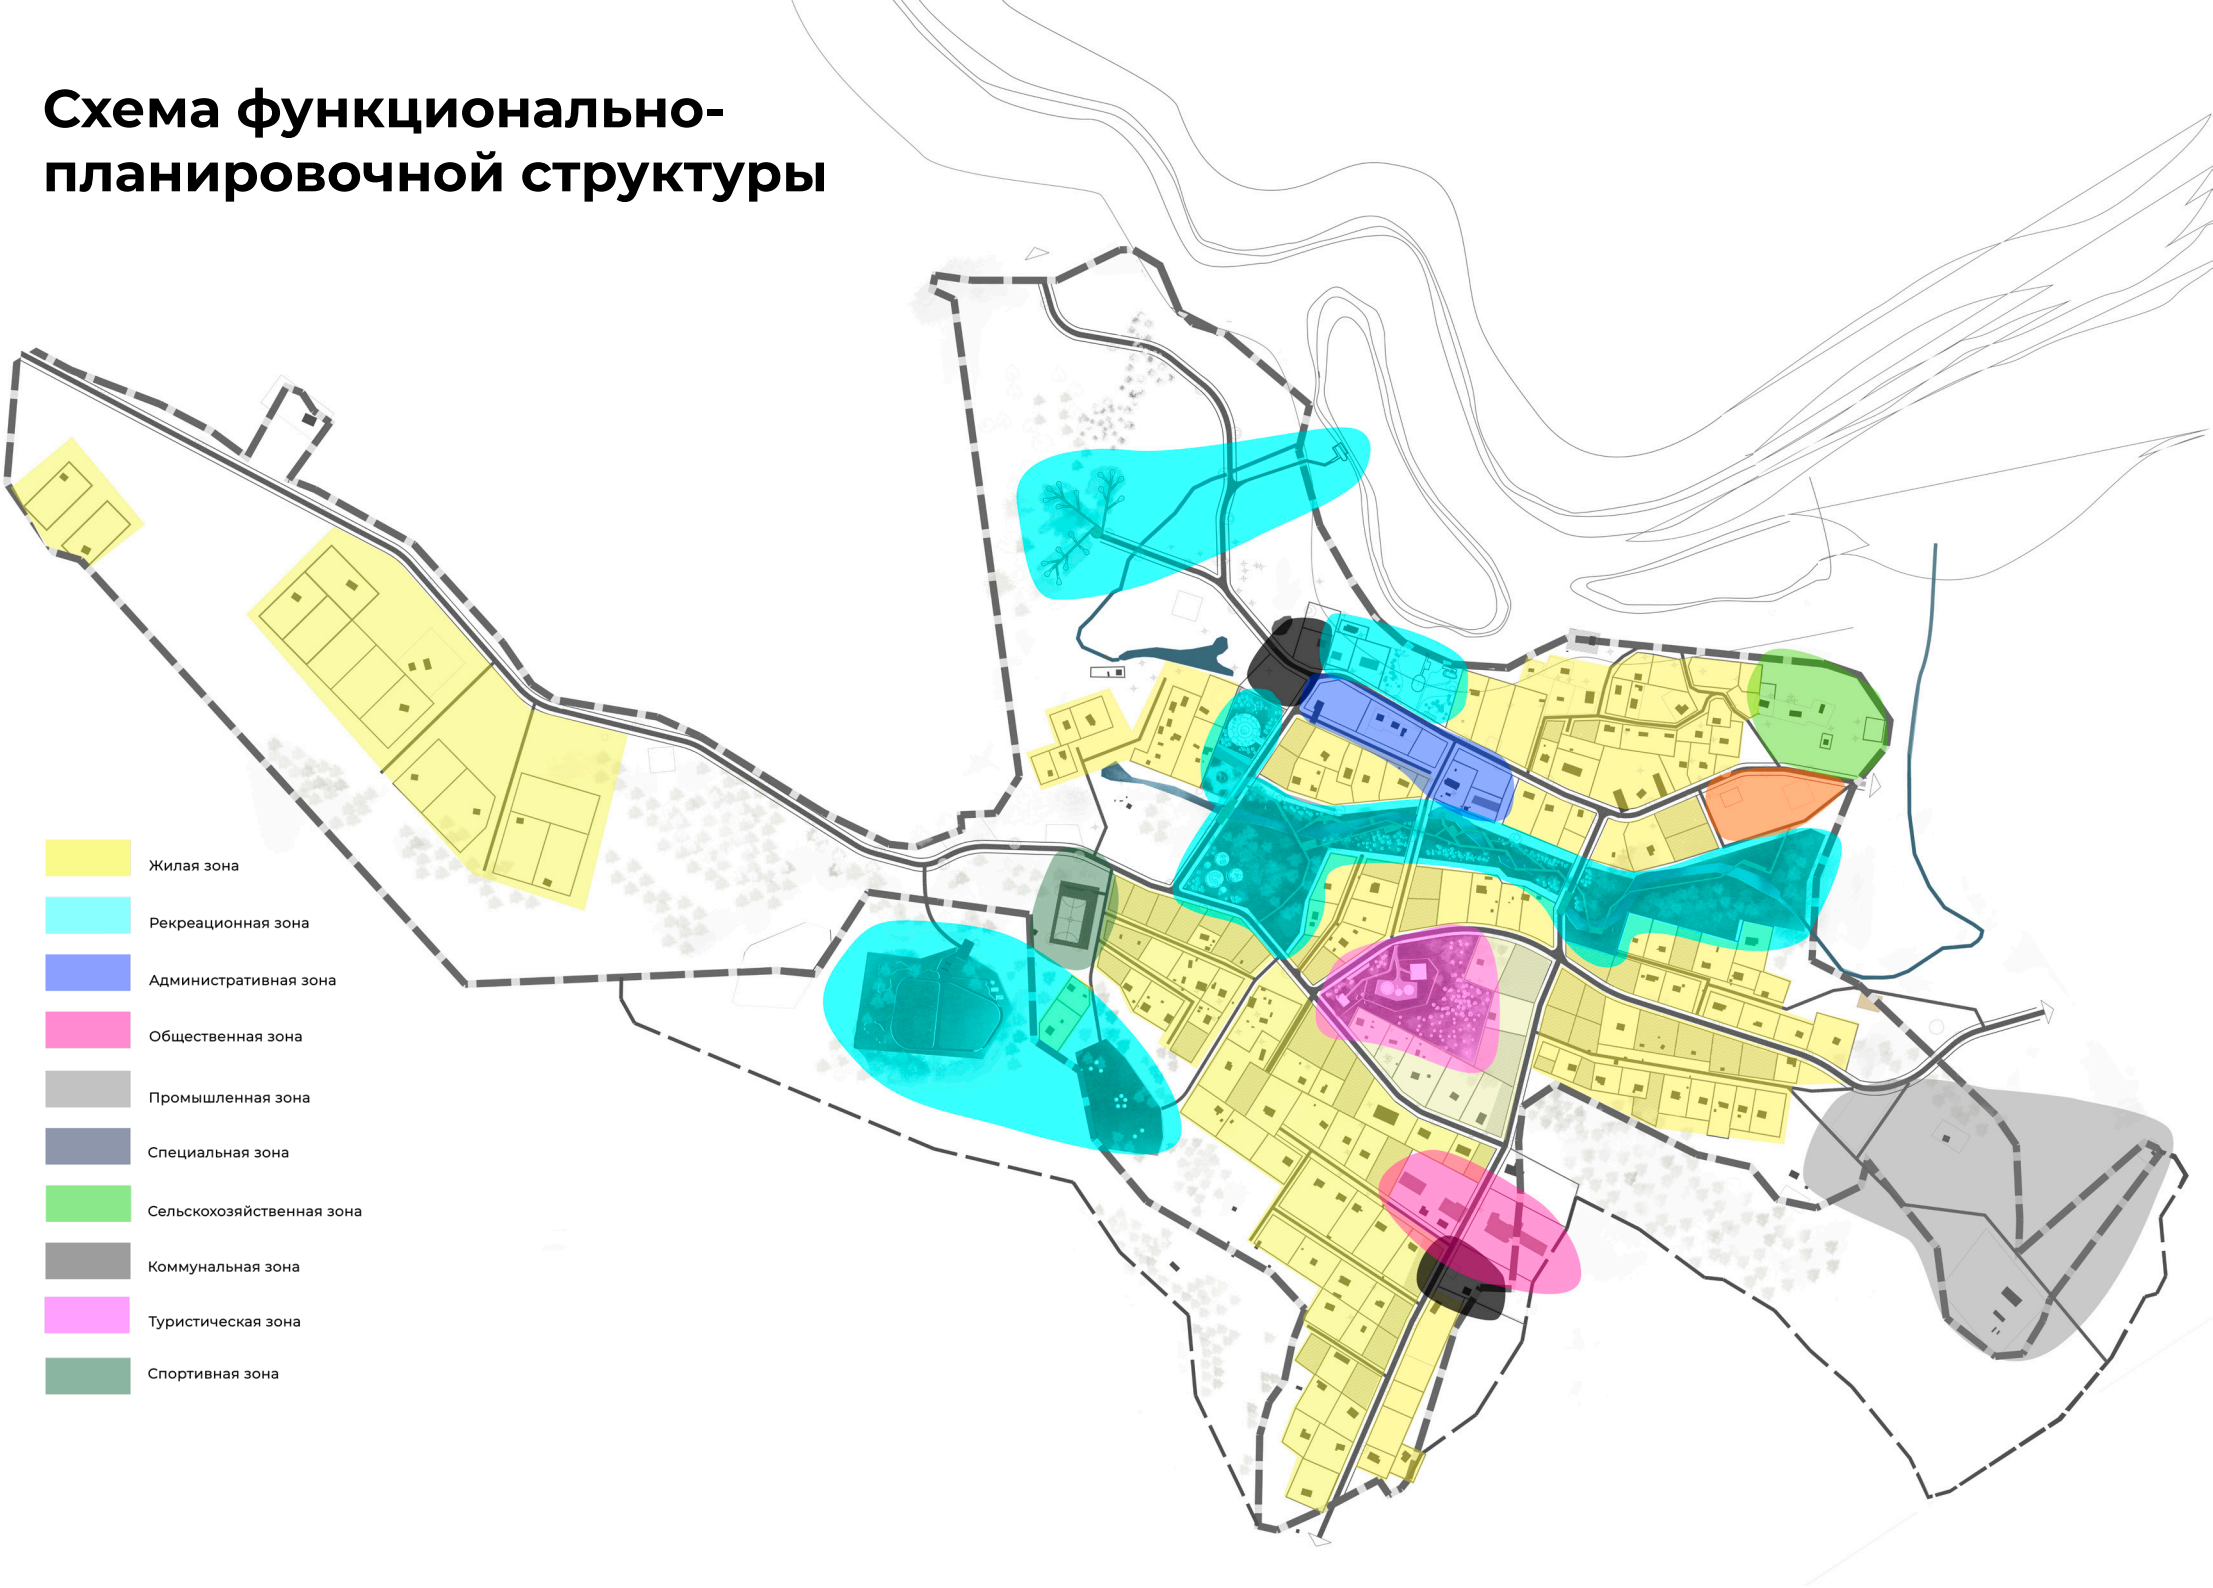 Схема функционально-
планировочной структуры
Жилая зона
Рекреационная зона
Административная зона
Общественная зона
Промышленная зона
Специальная зона
Сельскохозяйственная зона
Коммунальная зона
Туристическая зона
Спортивная зона